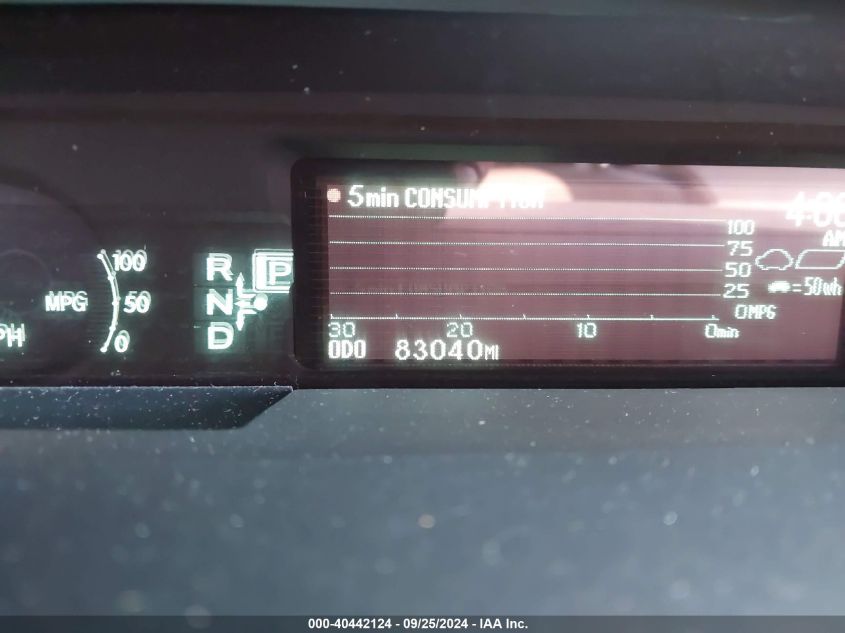 5min CONSUMPTION
100
75
50
25
0MPG
30 20 10 0min
ODO 83040MI
AM
=50Wh
MPG
100
50
0
R
N
D
P
000-40442124 - 09/25/2024 - IAA Inc.